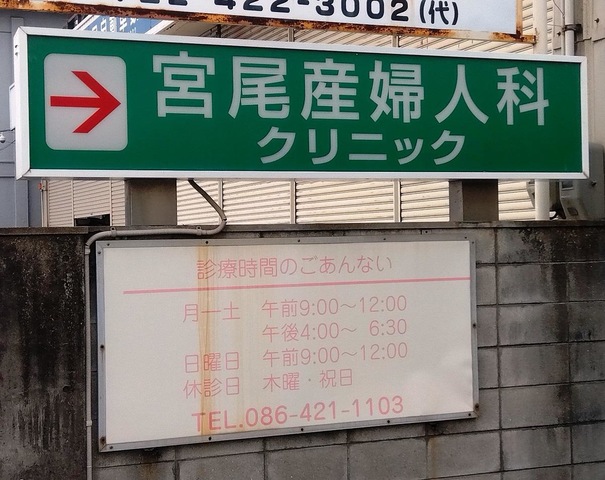 422-3002(代)
宮尾産婦人科
クリニック
診療時間のごあんない
月ー土 午前9:00〜12:00
午後4:00〜 6:30
日曜日 午前9:00〜12:00
休診日 木曜・祝日
TEL.086-421-1103